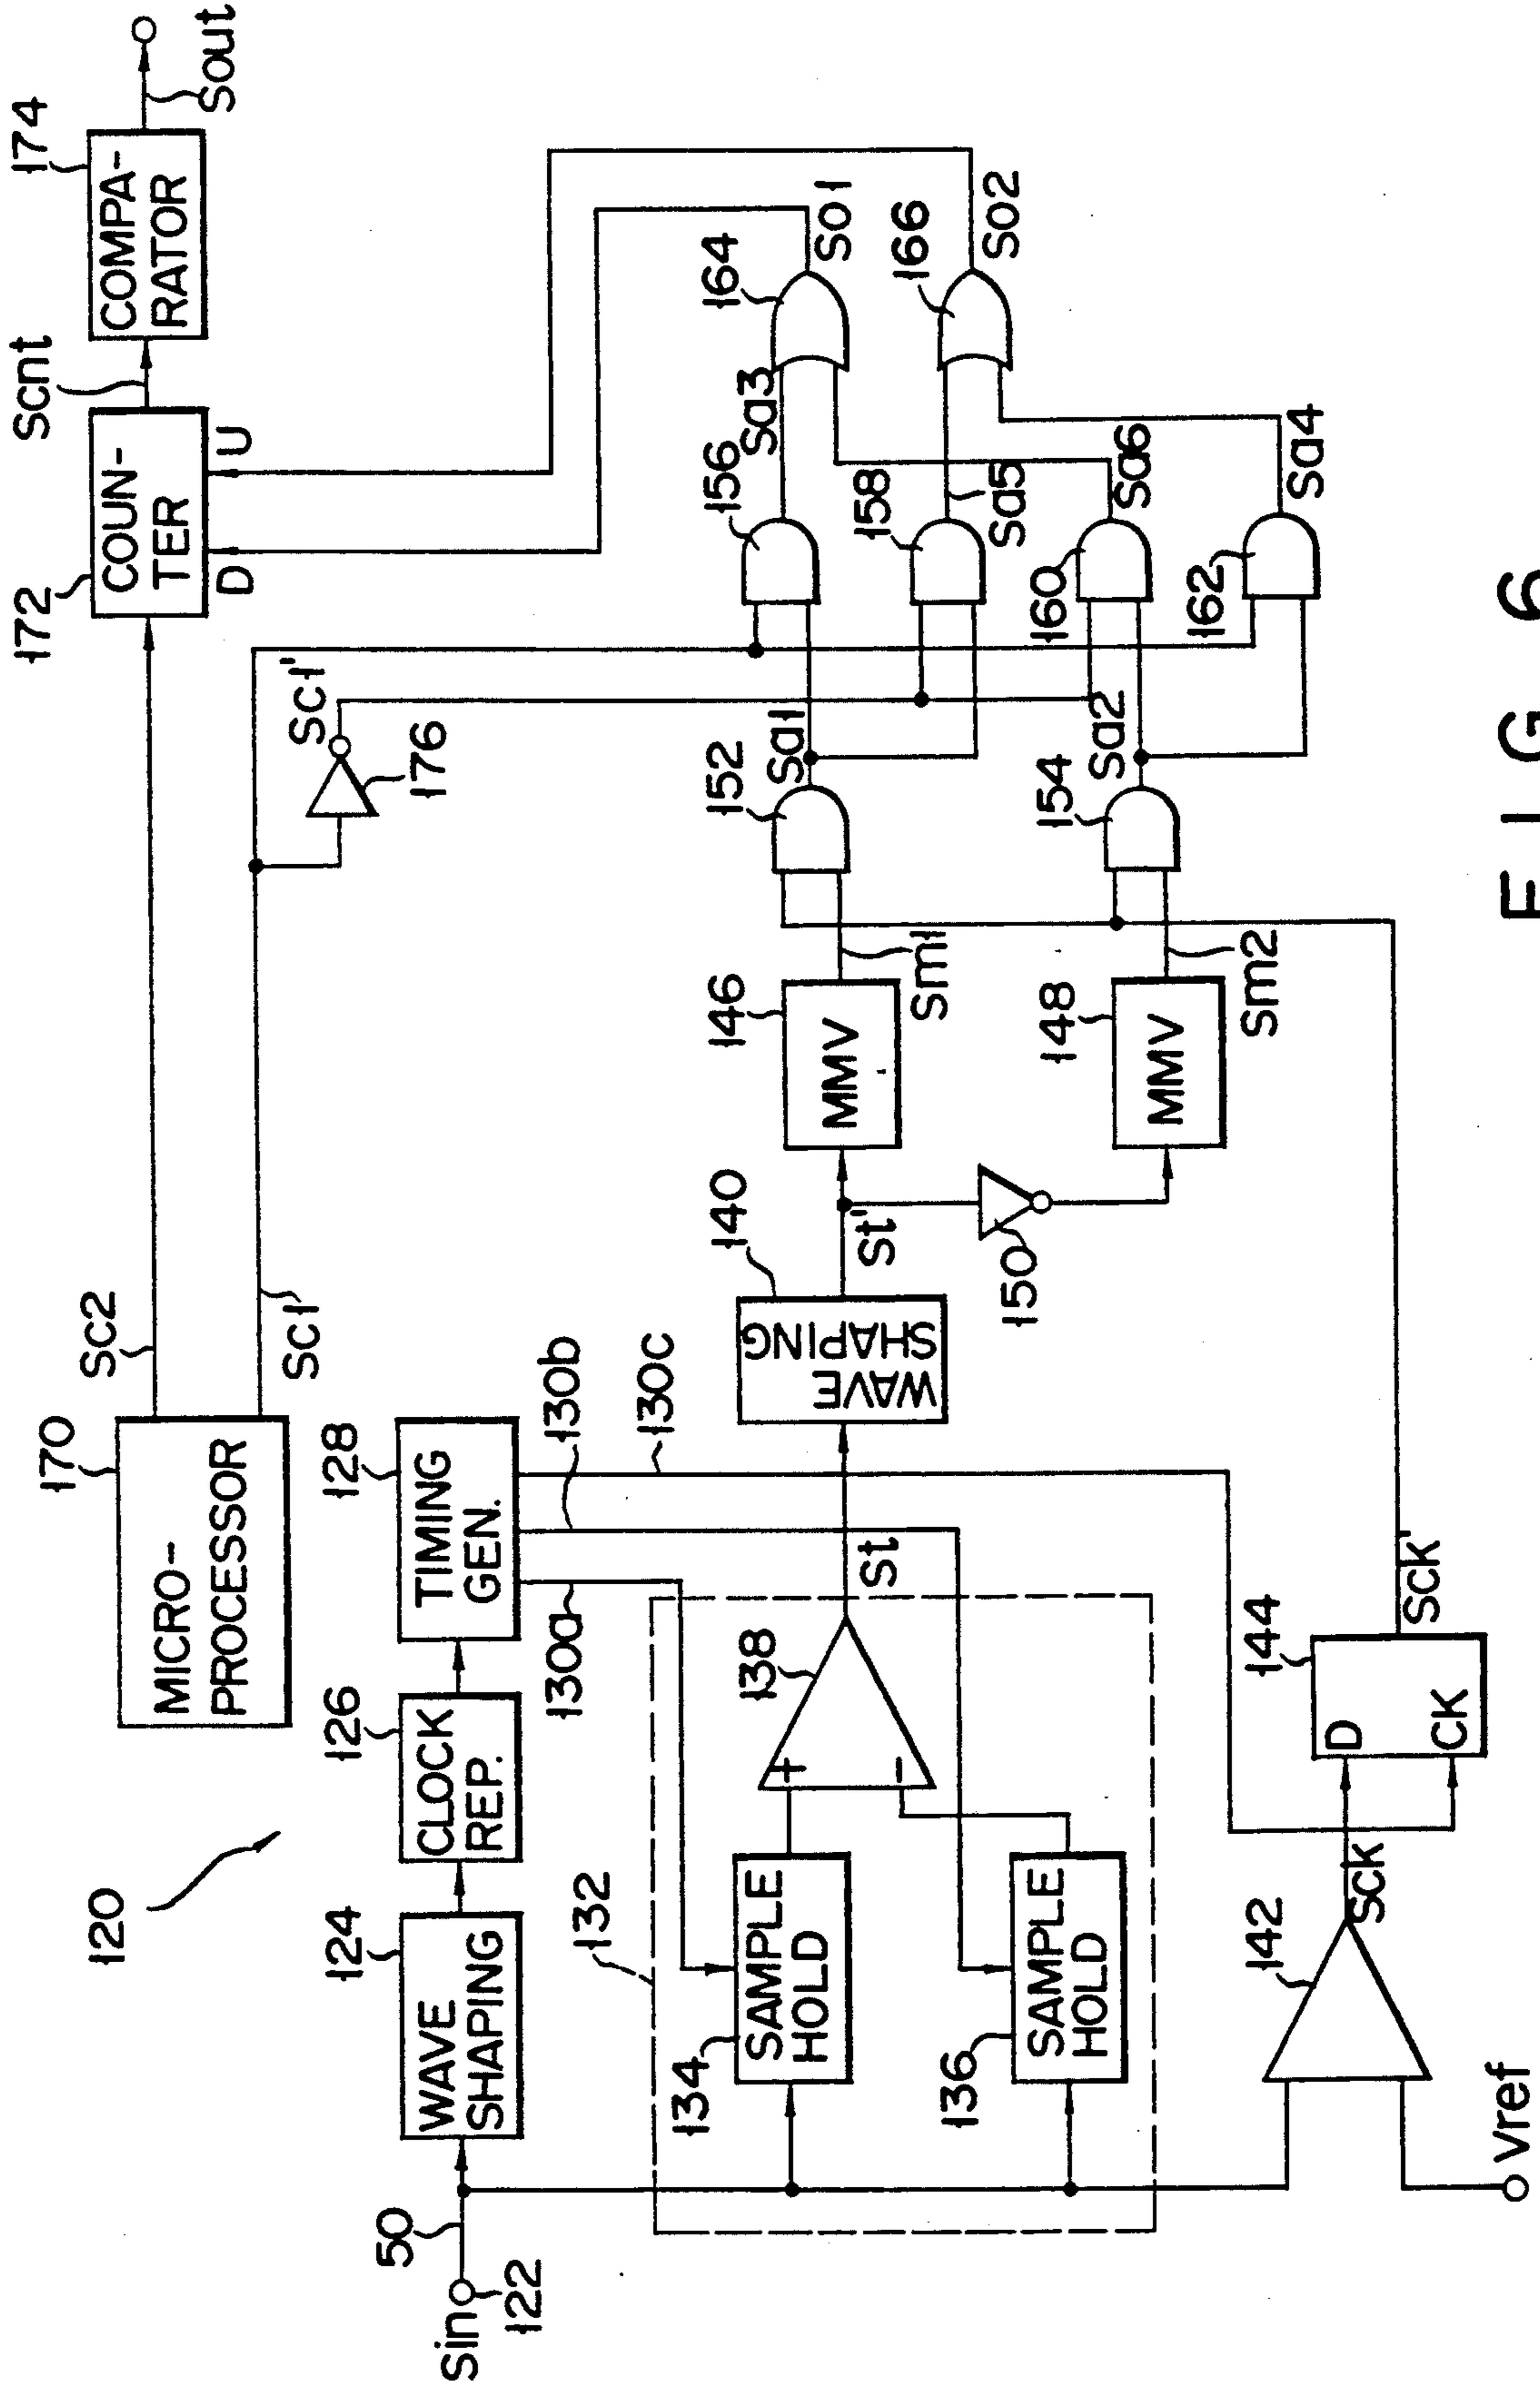 120
170
MICRO-
PROCESSOR
Sc2
Sc1
172
COUN-
TER
D
U
Scnt
174
COMPA-
RATOR
Sout
Sc1'
176
Sin
122
50
124
WAVE
SHAPING
126
CLOCK
REP.
128
TIMING
GEN.
130a
130b
130c
132
134
SAMPLE
HOLD
136
SAMPLE
HOLD
138
+
−
St
140
WAVE
SHAPING
St'
150
146
MMV
Sm1
148
MMV
Sm2
152
Sa1
154
Sa2
156
Sa3
158
Sa5
160
Sa6
162
Sa4
164
S01
166
S02
142
Vref
SCK
144
D
CK
SCK'
FIG 6